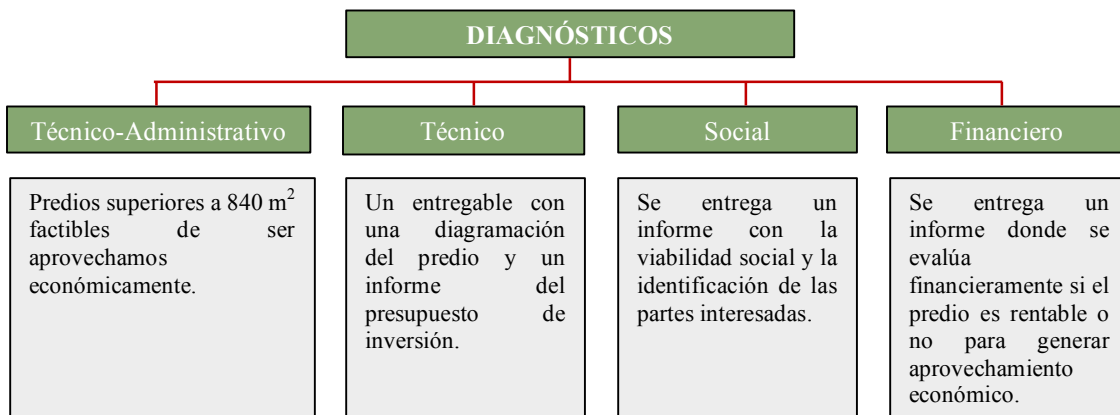 DIAGNÓSTICOS
Técnico-Administrativo
Técnico
Social
Financiero
Predios superiores a 840 m²
factibles de ser
aprovechamos
económicamente.
Un entregable con
una diagramación
del predio y un
informe del
presupuesto de
inversión.
Se entrega un
informe con la
viabilidad social y la
identificación de las
partes interesadas.
Se entrega un
informe donde se
evalúa
financieramente si el
predio es rentable o
no para generar
aprovechamiento
económico.